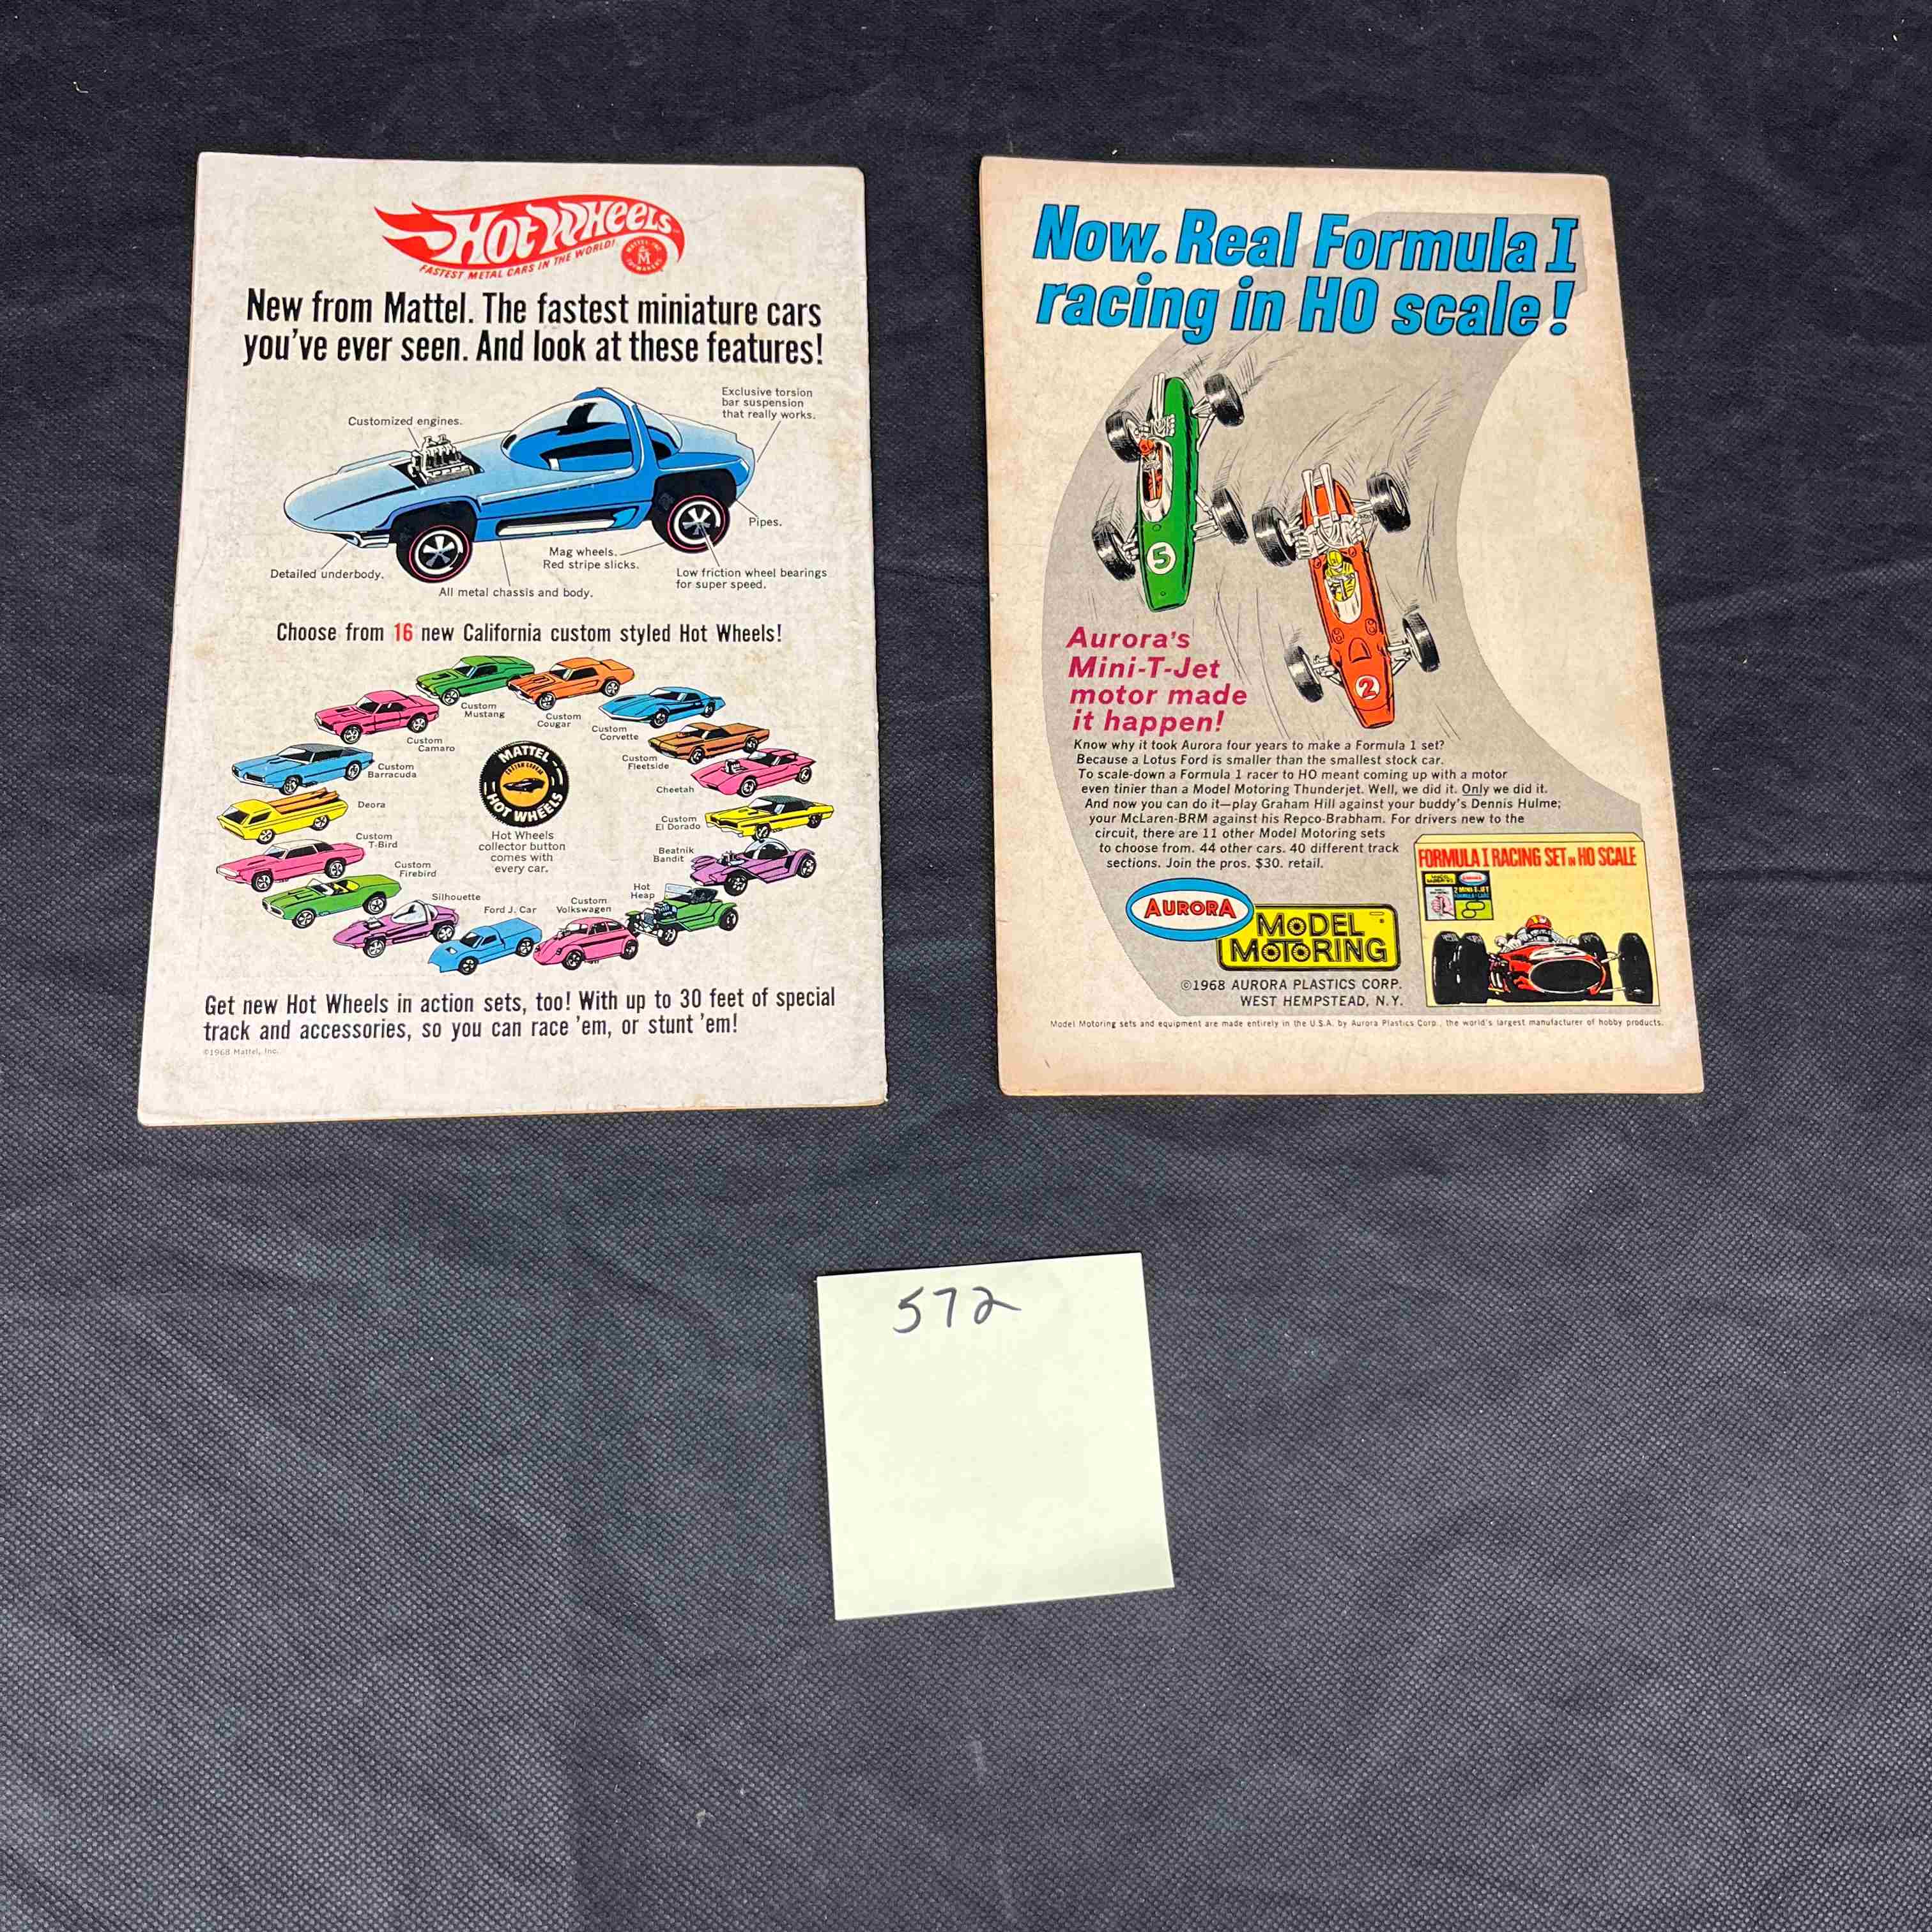 HOT WHEELS
FASTEST METAL CARS IN THE WORLD!
MATTEL, INC.
M
New from Mattel. The fastest miniature cars
you've ever seen. And look at these features!
Exclusive torsion
bar suspension
that really works.
Customized engines.
Pipes.
Mag wheels.
Red stripe slicks.
Detailed underbody.
Low friction wheel bearings
for super speed.
All metal chassis and body.
Choose from 16 new California custom styled Hot Wheels!
Custom
Mustang
Custom
Cougar
Custom
Camaro
Custom
Corvette
Custom
Barracuda
Custom
Fleetside
Cheetah
Deora
Custom
El Dorado
Custom
T-Bird
Beatnik
Bandit
Custom
Firebird
Hot
Heap
Silhouette
Ford J. Car
Custom
Volkswagen
MATTEL
HOT WHEELS
Hot Wheels
collector button
comes with
every car.
Get new Hot Wheels in action sets, too! With up to 30 feet of special
track and accessories, so you can race 'em, or stunt 'em!
©1968 Mattel, Inc.
Now. Real Formula I
racing in HO scale!
5
2
Aurora's
Mini-T-Jet
motor made
it happen!
Know why it took Aurora four years to make a Formula 1 set?
Because a Lotus Ford is smaller than the smallest stock car.
To scale-down a Formula 1 racer to HO meant coming up with a motor
even tinier than a Model Motoring Thunderjet. Well, we did it. Only we did it.
And now you can do it—play Graham Hill against your buddy's Dennis Hulme;
your McLaren-BRM against his Repco-Brabham. For drivers new to the
circuit, there are 11 other Model Motoring sets
to choose from. 44 other cars. 40 different track
sections. Join the pros. $30. retail.
AURORA
MODEL
MOTORING
©1968 AURORA PLASTICS CORP.
WEST HEMPSTEAD, N.Y.
FORMULA I RACING SET IN HO SCALE
Model Motoring sets and equipment are made entirely in the U.S.A. by Aurora Plastics Corp., the world's largest manufacturer of hobby products.
572